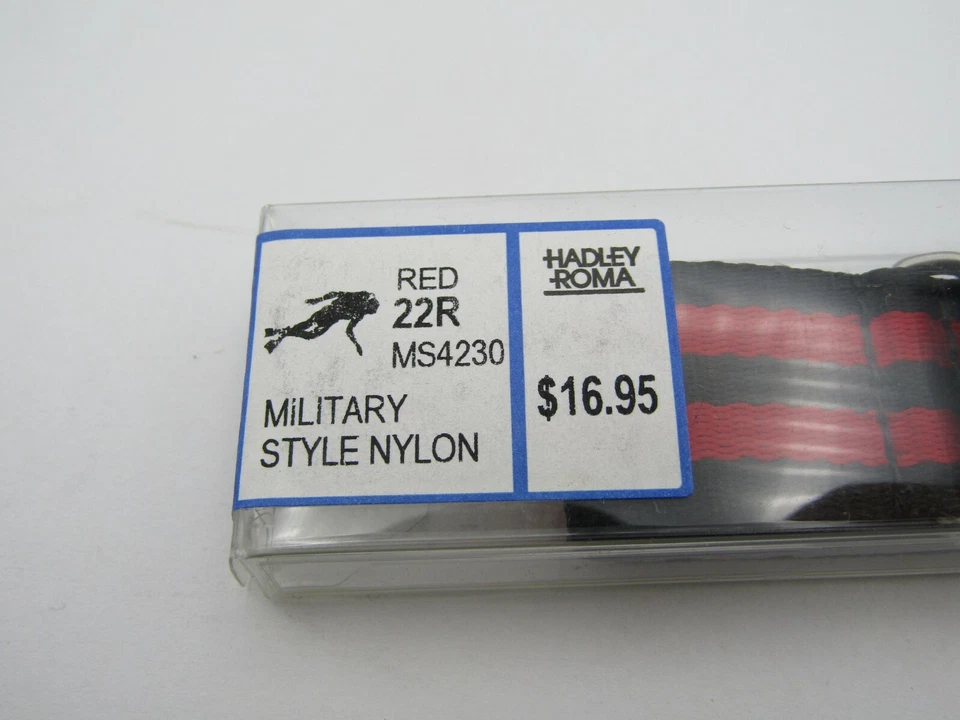 RED
22R
MS4230
MiLITARY
STYLE NYLON
HADLEY
ROMA
$16.95